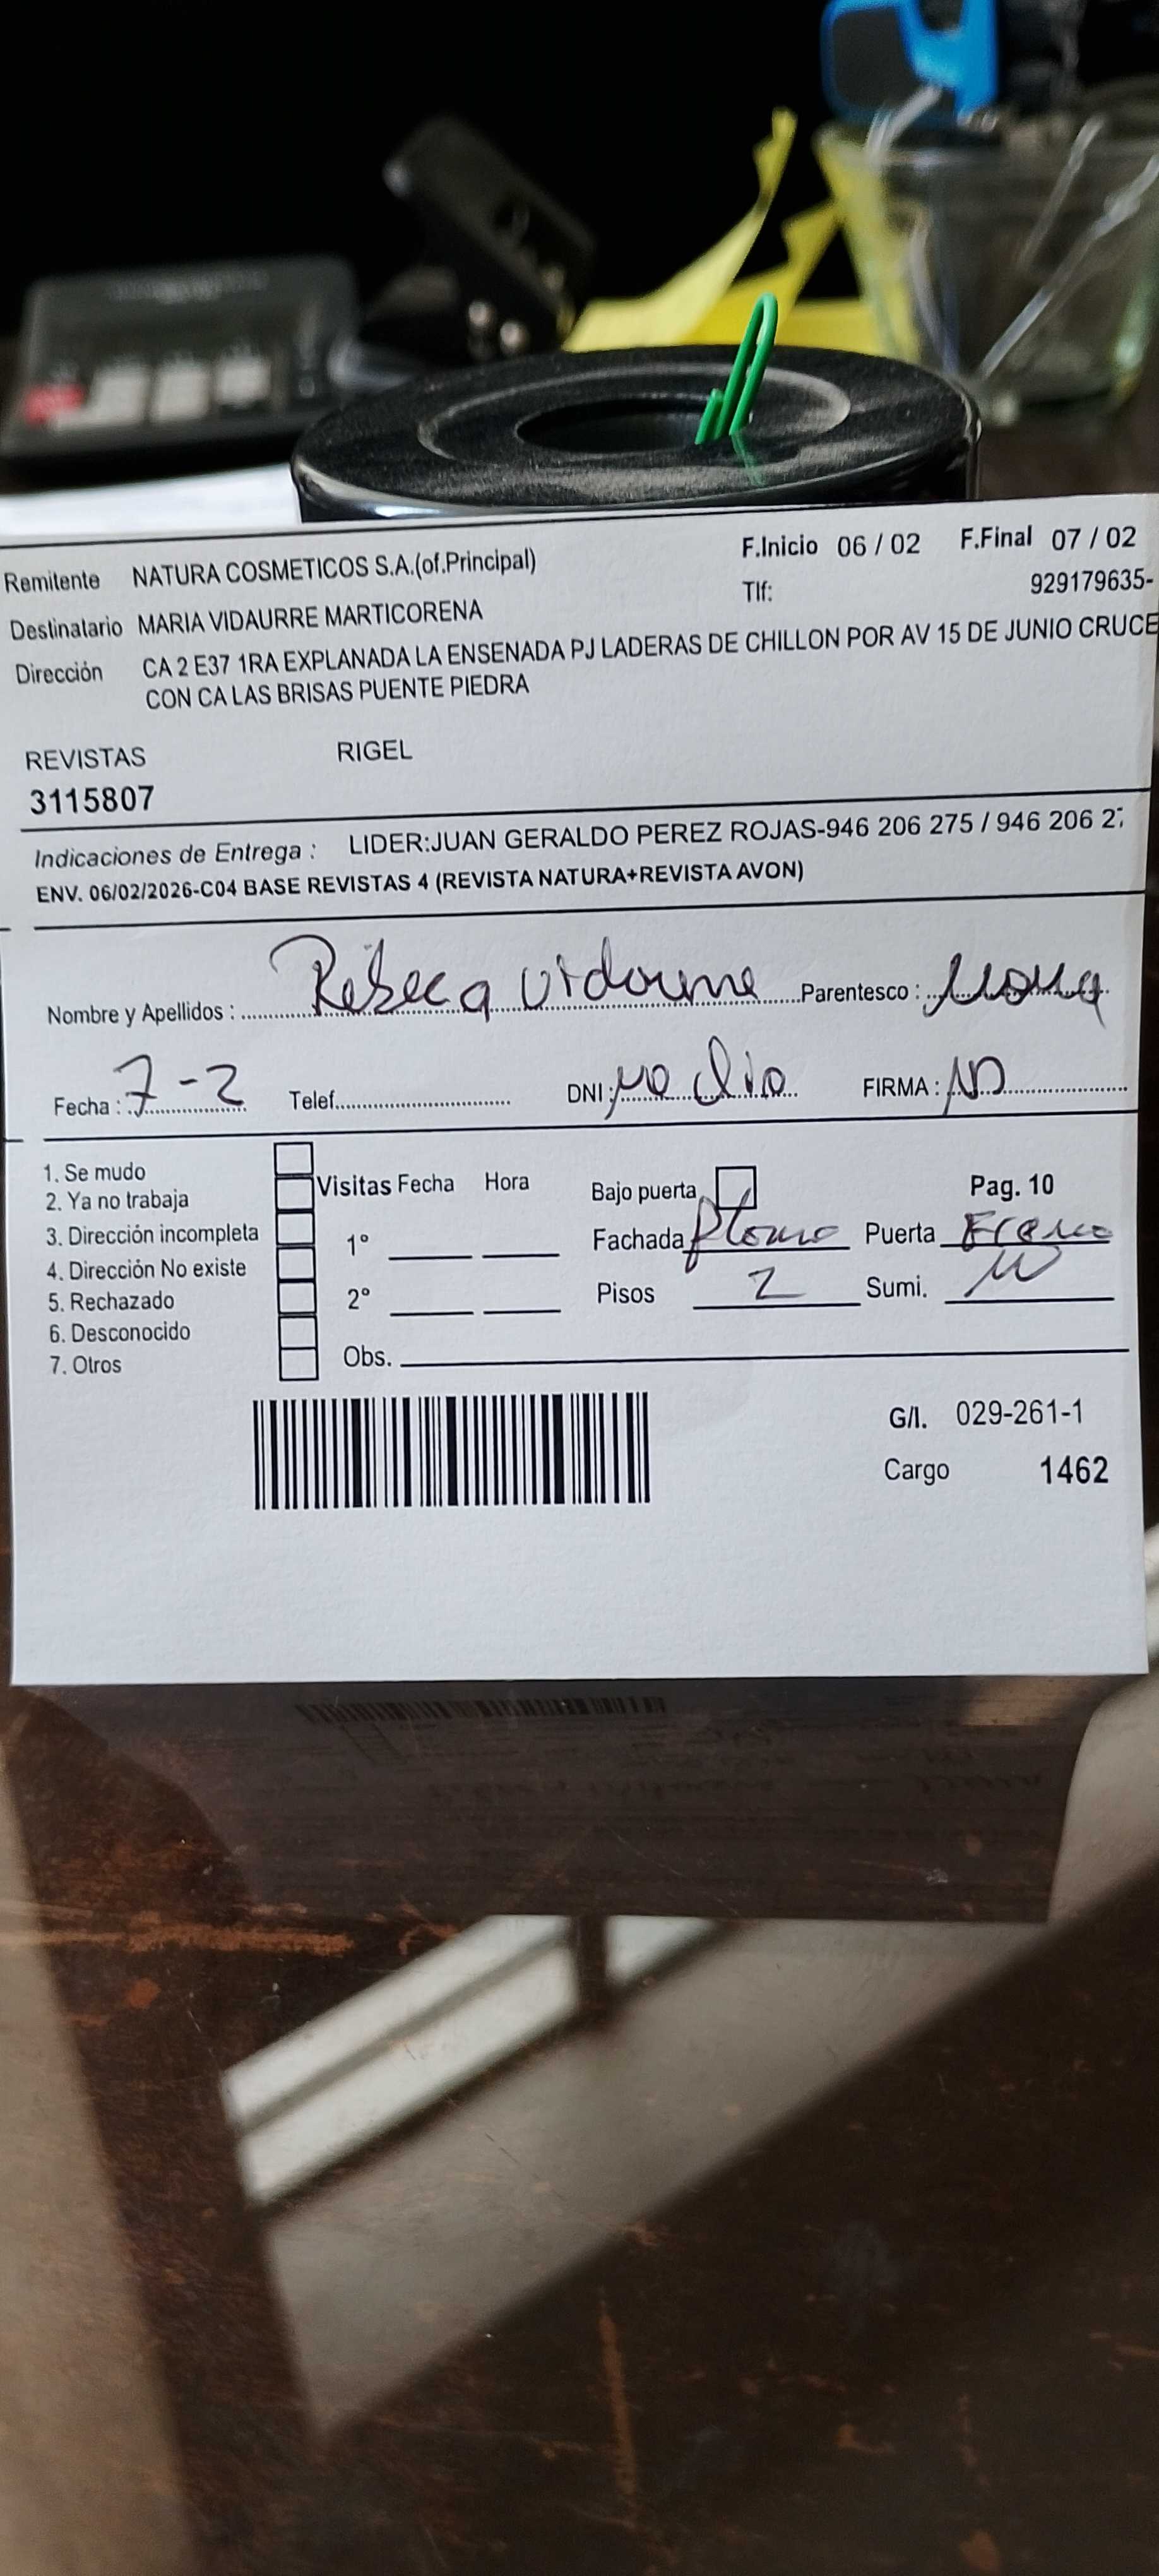 Remitente NATURA COSMETICOS S.A.(of.Principal) F.Inicio 06 / 02 F.Final 07 / 02
Tlf: 929179635-
Destinatario MARIA VIDAURRE MARTICORENA
Dirección CA 2 E37 1RA EXPLANADA LA ENSENADA PJ LADERAS DE CHILLON POR AV 15 DE JUNIO CRUCE
CON CA LAS BRISAS PUENTE PIEDRA
REVISTAS RIGEL
3115807
Indicaciones de Entrega : LIDER:JUAN GERALDO PEREZ ROJAS-946 206 275 / 946 206 2
ENV. 06/02/2026-C04 BASE REVISTAS 4 (REVISTA NATURA+REVISTA AVON)
Nombre y Apellidos : Rebeca Vidaurre Parentesco :
Fecha : 7-2 Telef. DNI: no dio FIRMA :
1. Se mudo
2. Ya no trabaja
3. Dirección incompleta
4. Dirección No existe
5. Rechazado
6. Desconocido
7. Otros
Visitas Fecha Hora
1°
2°
Obs.
Bajo puerta Pag. 10
Fachada Plomo Puerta
Pisos 2 Sumi.
G/I. 029-261-1
Cargo 1462